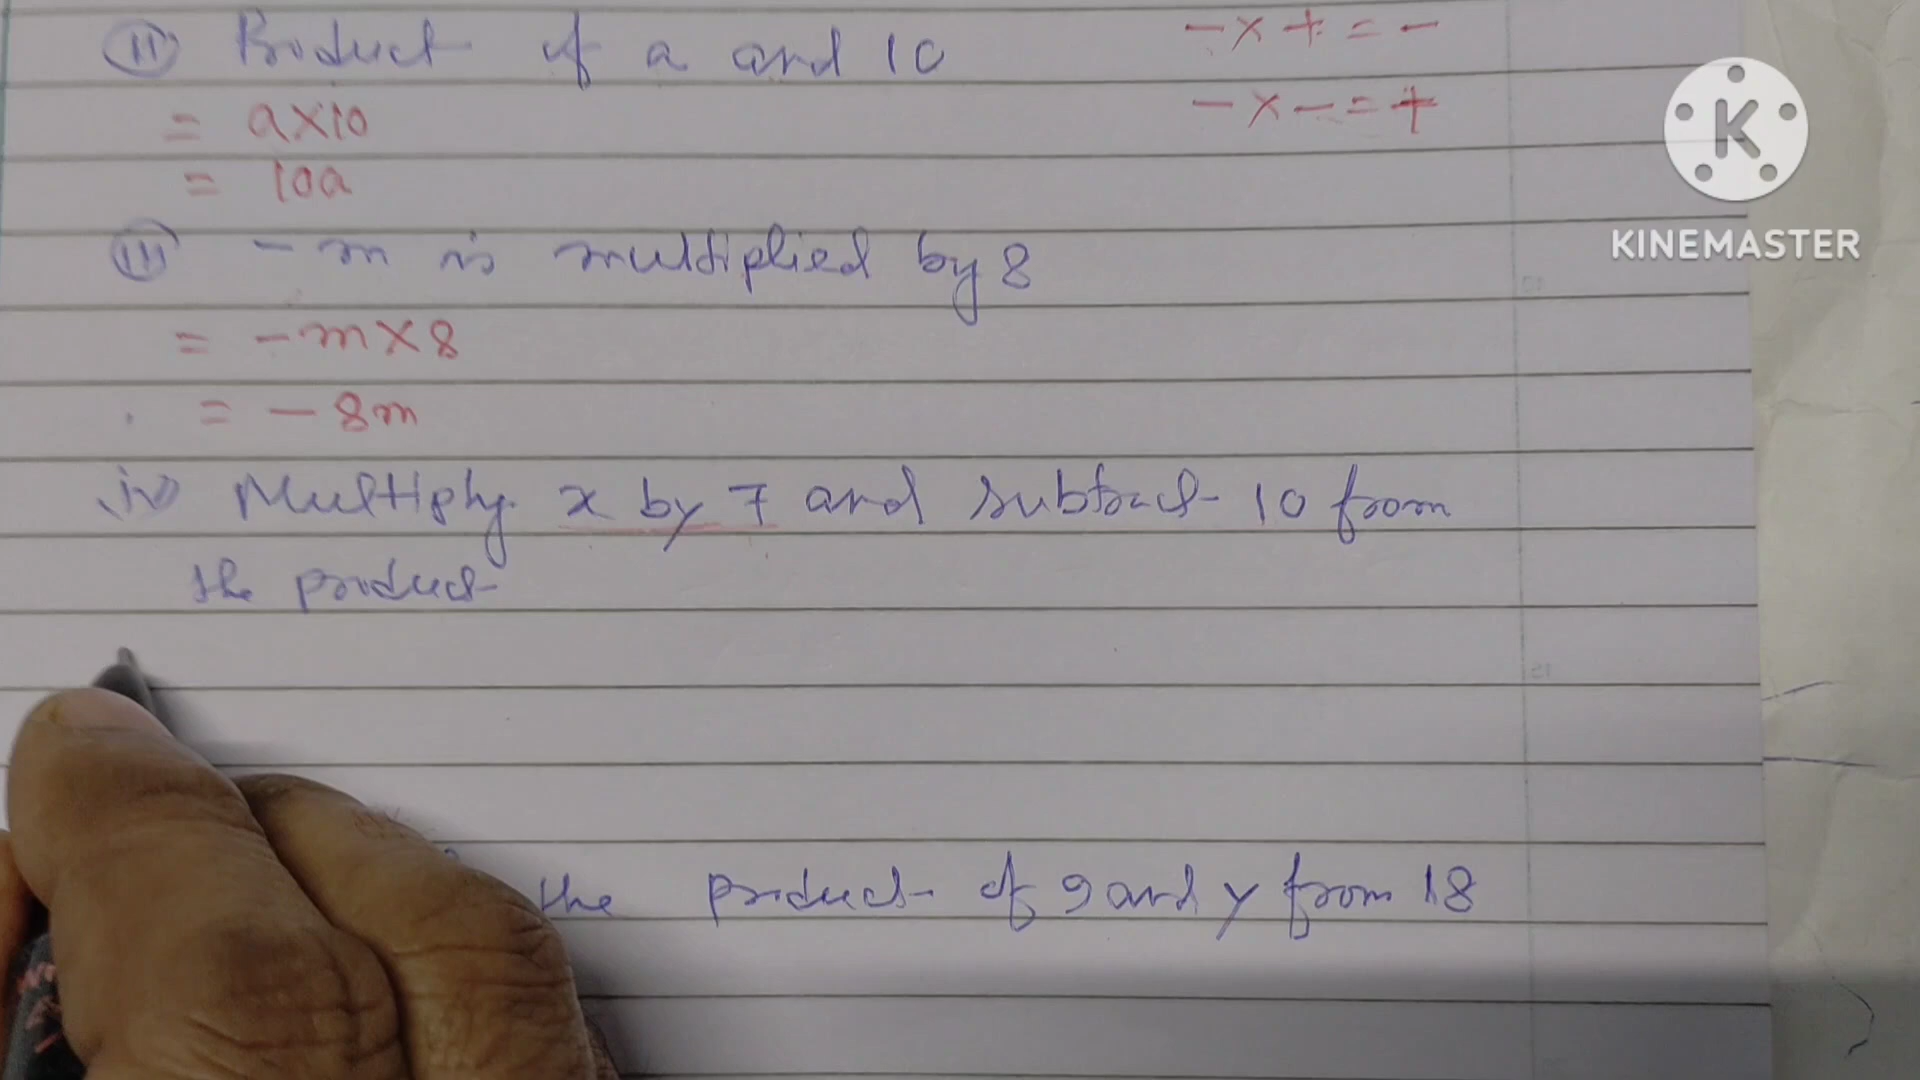 (ii) Product of a and 10
- × + = -
= a×10
- × - = +
= 10a
(iii) - m is multiplied by 8
= -m×8
= - 8m
iv) Multiply x by 7 and subtract 10 from
the product
the product of 9 and y from 18
K
KINEMASTER